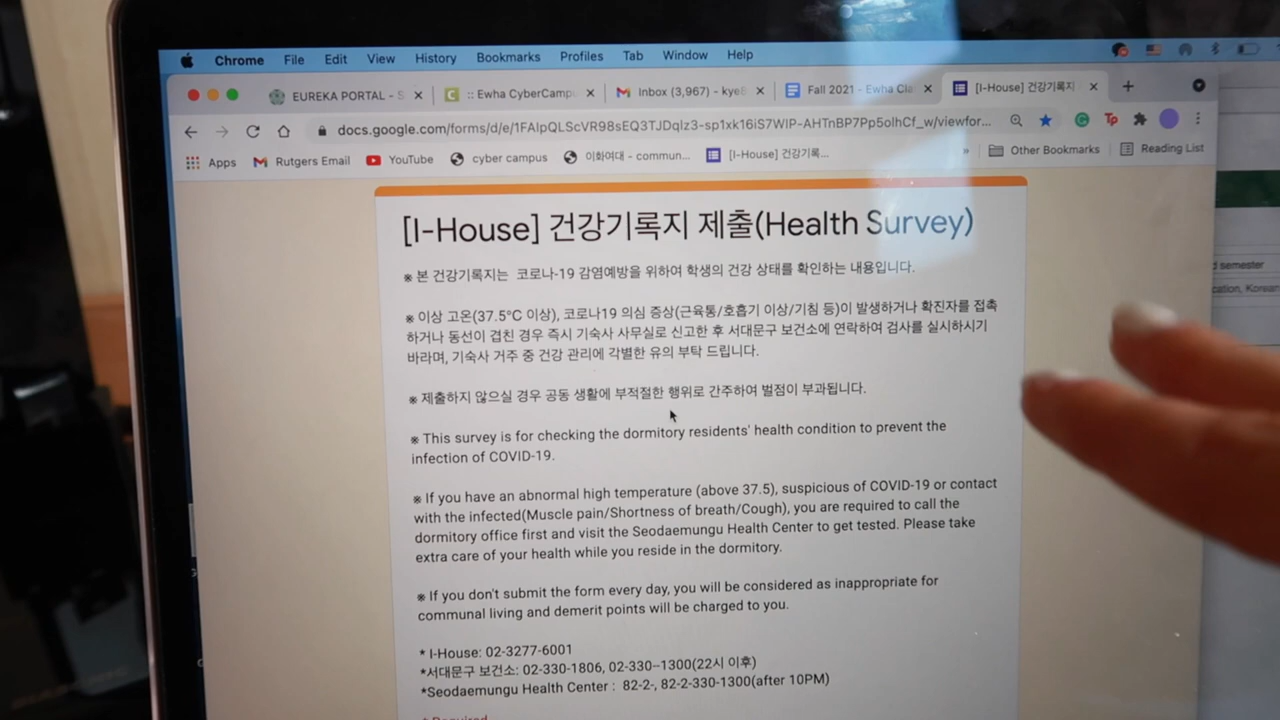 Chrome File Edit View History Bookmarks Profiles Tab Window Help
EUREKA PORTAL - S :: Ewha CyberCampu Inbox (3,967) - kye8 Fall 2021 - Ewha Cla [I-House] 건강기록지
docs.google.com/forms/d/e/1FAIpQLScVR98sEQ3TJDqlz3-sp1xk16iS7WIP-AHTnBP7Pp5olhCf_w/viewfor...
Apps Rutgers Email YouTube cyber campus 이화여대 - commun... [I-House] 건강기록... » Other Bookmarks Reading List
[I-House] 건강기록지 제출(Health Survey)
※ 본 건강기록지는 코로나-19 감염예방을 위하여 학생의 건강 상태를 확인하는 내용입니다.
※ 이상 고온(37.5°C 이상), 코로나19 의심 증상(근육통/호흡기 이상/기침 등)이 발생하거나 확진자를 접촉
하거나 동선이 겹친 경우 즉시 기숙사 사무실로 신고한 후 서대문구 보건소에 연락하여 검사를 실시하시기
바라며, 기숙사 거주 중 건강 관리에 각별한 유의 부탁 드립니다.
※ 제출하지 않으실 경우 공동 생활에 부적절한 행위로 간주하여 벌점이 부과됩니다.
※ This survey is for checking the dormitory residents' health condition to prevent the
infection of COVID-19.
※ If you have an abnormal high temperature (above 37.5), suspicious of COVID-19 or contact
with the infected(Muscle pain/Shortness of breath/Cough), you are required to call the
dormitory office first and visit the Seodaemungu Health Center to get tested. Please take
extra care of your health while you reside in the dormitory.
※ If you don't submit the form every day, you will be considered as inappropriate for
communal living and demerit points will be charged to you.
* I-House: 02-3277-6001
*서대문구 보건소: 02-330-1806, 02-330--1300(22시 이후)
*Seodaemungu Health Center : 82-2-, 82-2-330-1300(after 10PM)
* Required
d semester
cation, Korean